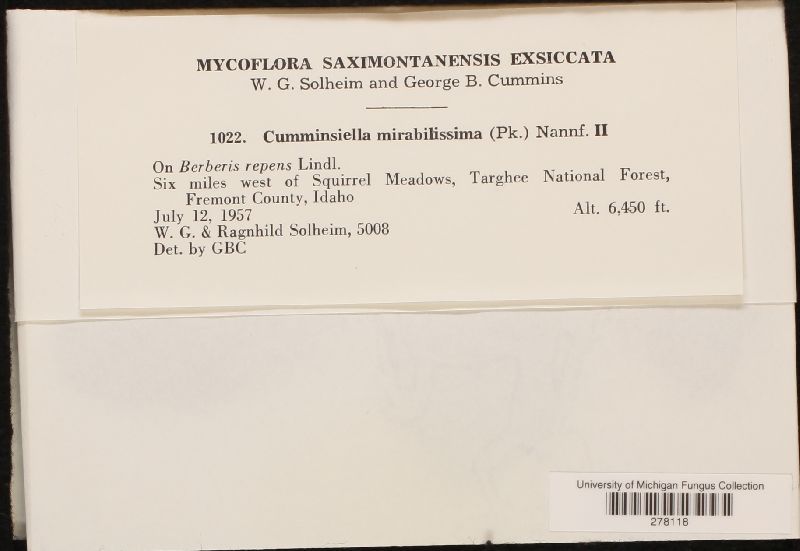 MYCOFLORA SAXIMONTANENSIS EXSICCATA
W. G. Solheim and George B. Cummins
1022. Cumminsiella mirabilissima (Pk.) Nannf. II
On Berberis repens Lindl.
Six miles west of Squirrel Meadows, Targhee National Forest,
Fremont County, Idaho
July 12, 1957 Alt. 6,450 ft.
W. G. & Ragnhild Solheim, 5008
Det. by GBC
University of Michigan Fungus Collection
278118